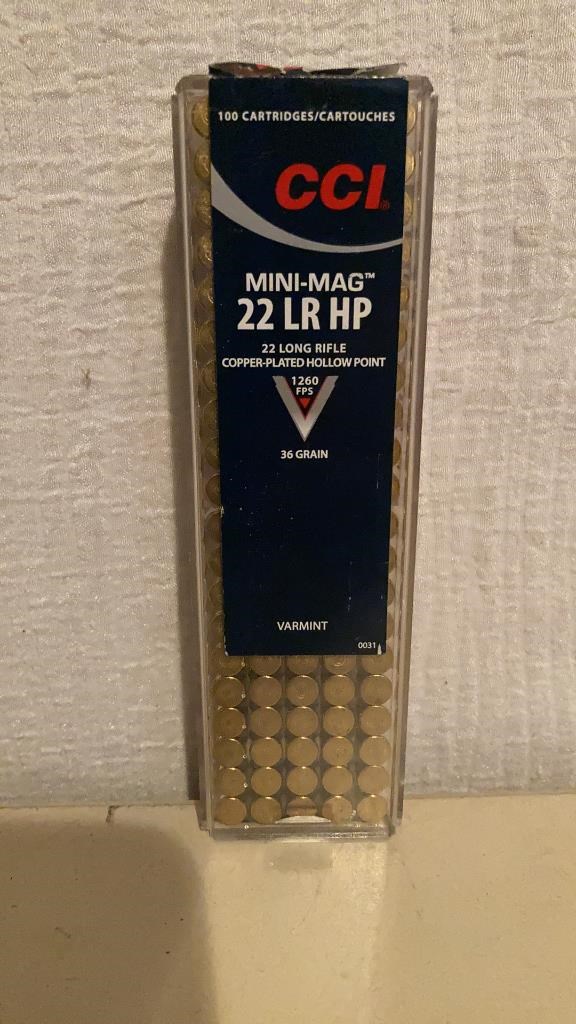 100 CARTRIDGES/CARTOUCHES
CCI®
MINI-MAG™
22 LR HP
22 LONG RIFLE
COPPER-PLATED HOLLOW POINT
1260
FPS
36 GRAIN
VARMINT
0031